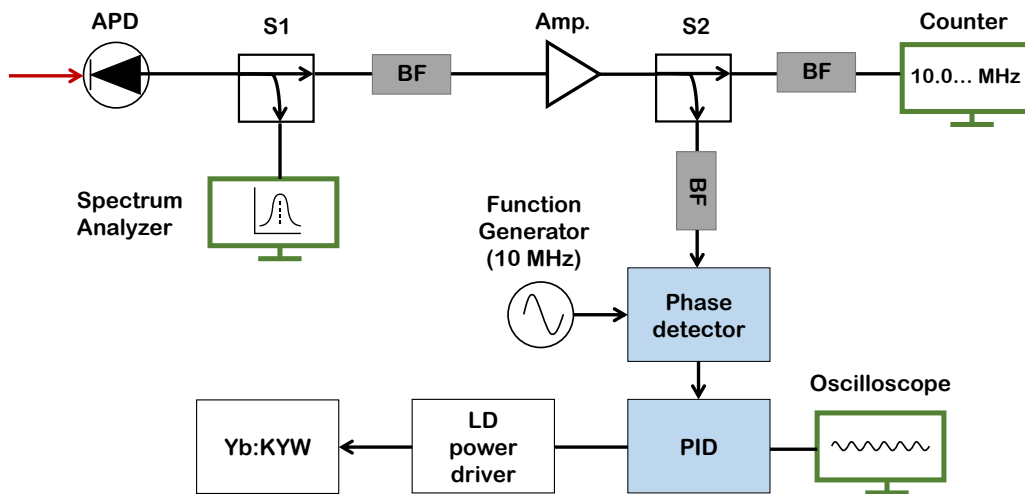 APD
S1
Amp.
S2
Counter
BF
BF
10.0... MHz
BF
Spectrum
Analyzer
Function
Generator
(10 MHz)
Phase
detector
Oscilloscope
Yb:KYW
LD
power
driver
PID